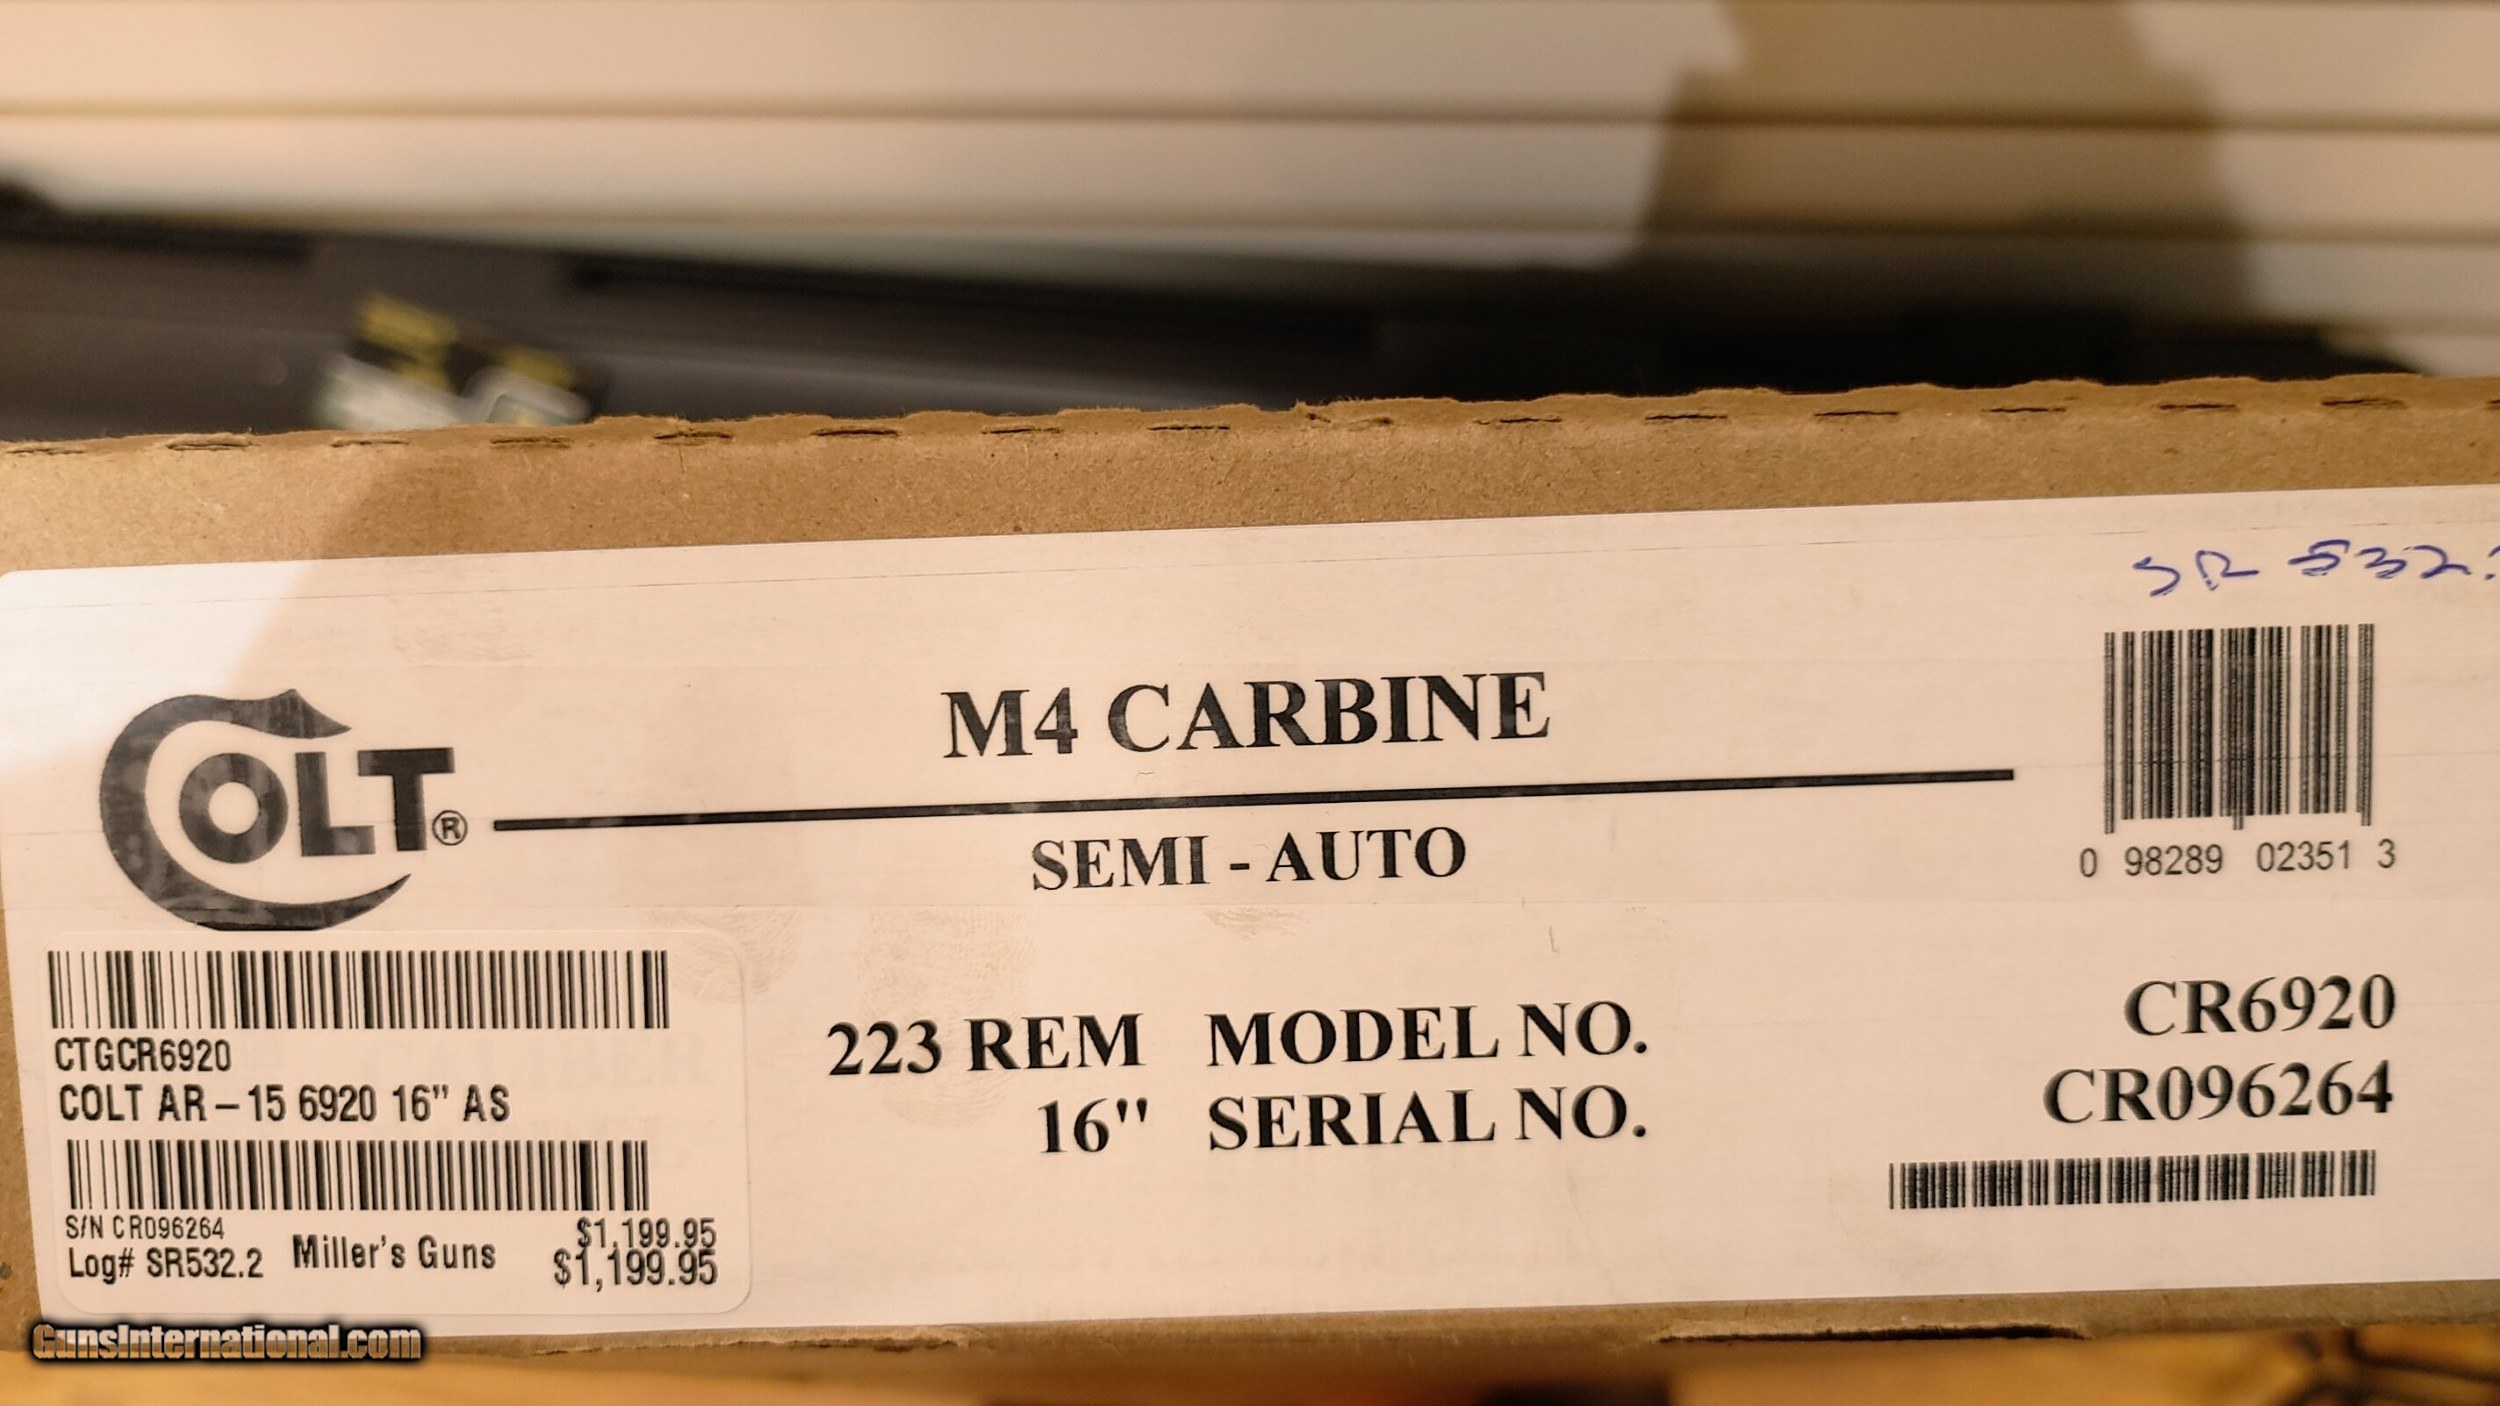 SR 532.
M4 CARBINE
COLT®
SEMI - AUTO
0 98289 02351 3
223 REM MODEL NO. CR6920
16" SERIAL NO. CR096264
CTGCR6920
COLT AR-15 6920 16" AS
S/N CR096264
$1,199.95
Log# SR532.2 Miller's Guns $1,199.95
GunsInternational.com